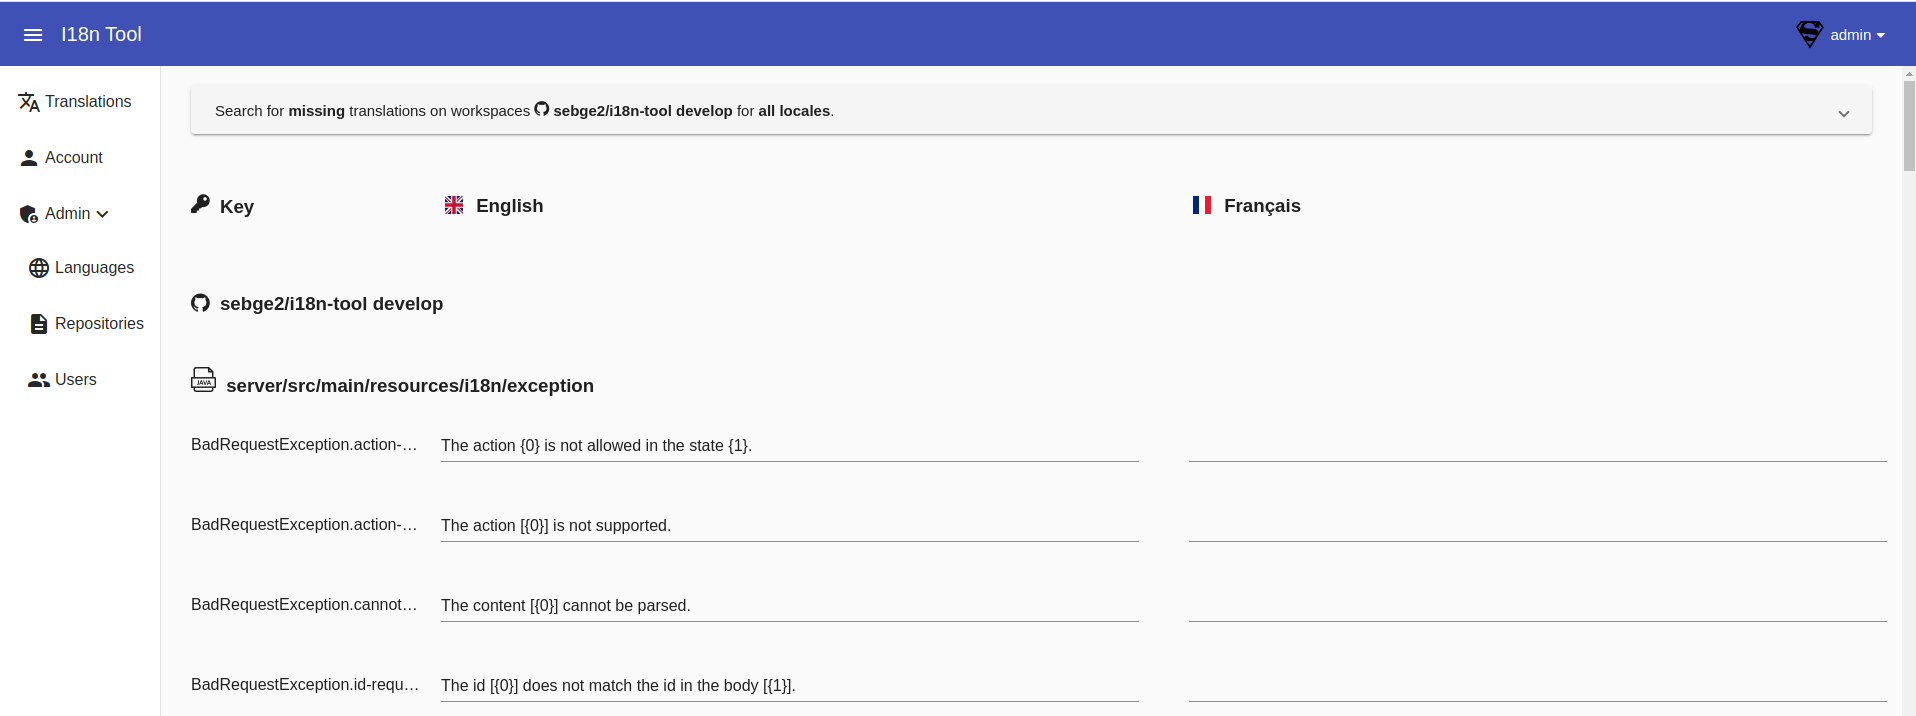 I18n Tool
admin
Translations
Account
Admin
Languages
Repositories
Users
Search for missing translations on workspaces sebge2/i18n-tool develop for all locales.
Key
English
Français
sebge2/i18n-tool develop
JAVA
server/src/main/resources/i18n/exception
BadRequestException.action-…
The action {0} is not allowed in the state {1}.
BadRequestException.action-…
The action [{0}] is not supported.
BadRequestException.cannot…
The content [{0}] cannot be parsed.
BadRequestException.id-requ…
The id [{0}] does not match the id in the body [{1}].